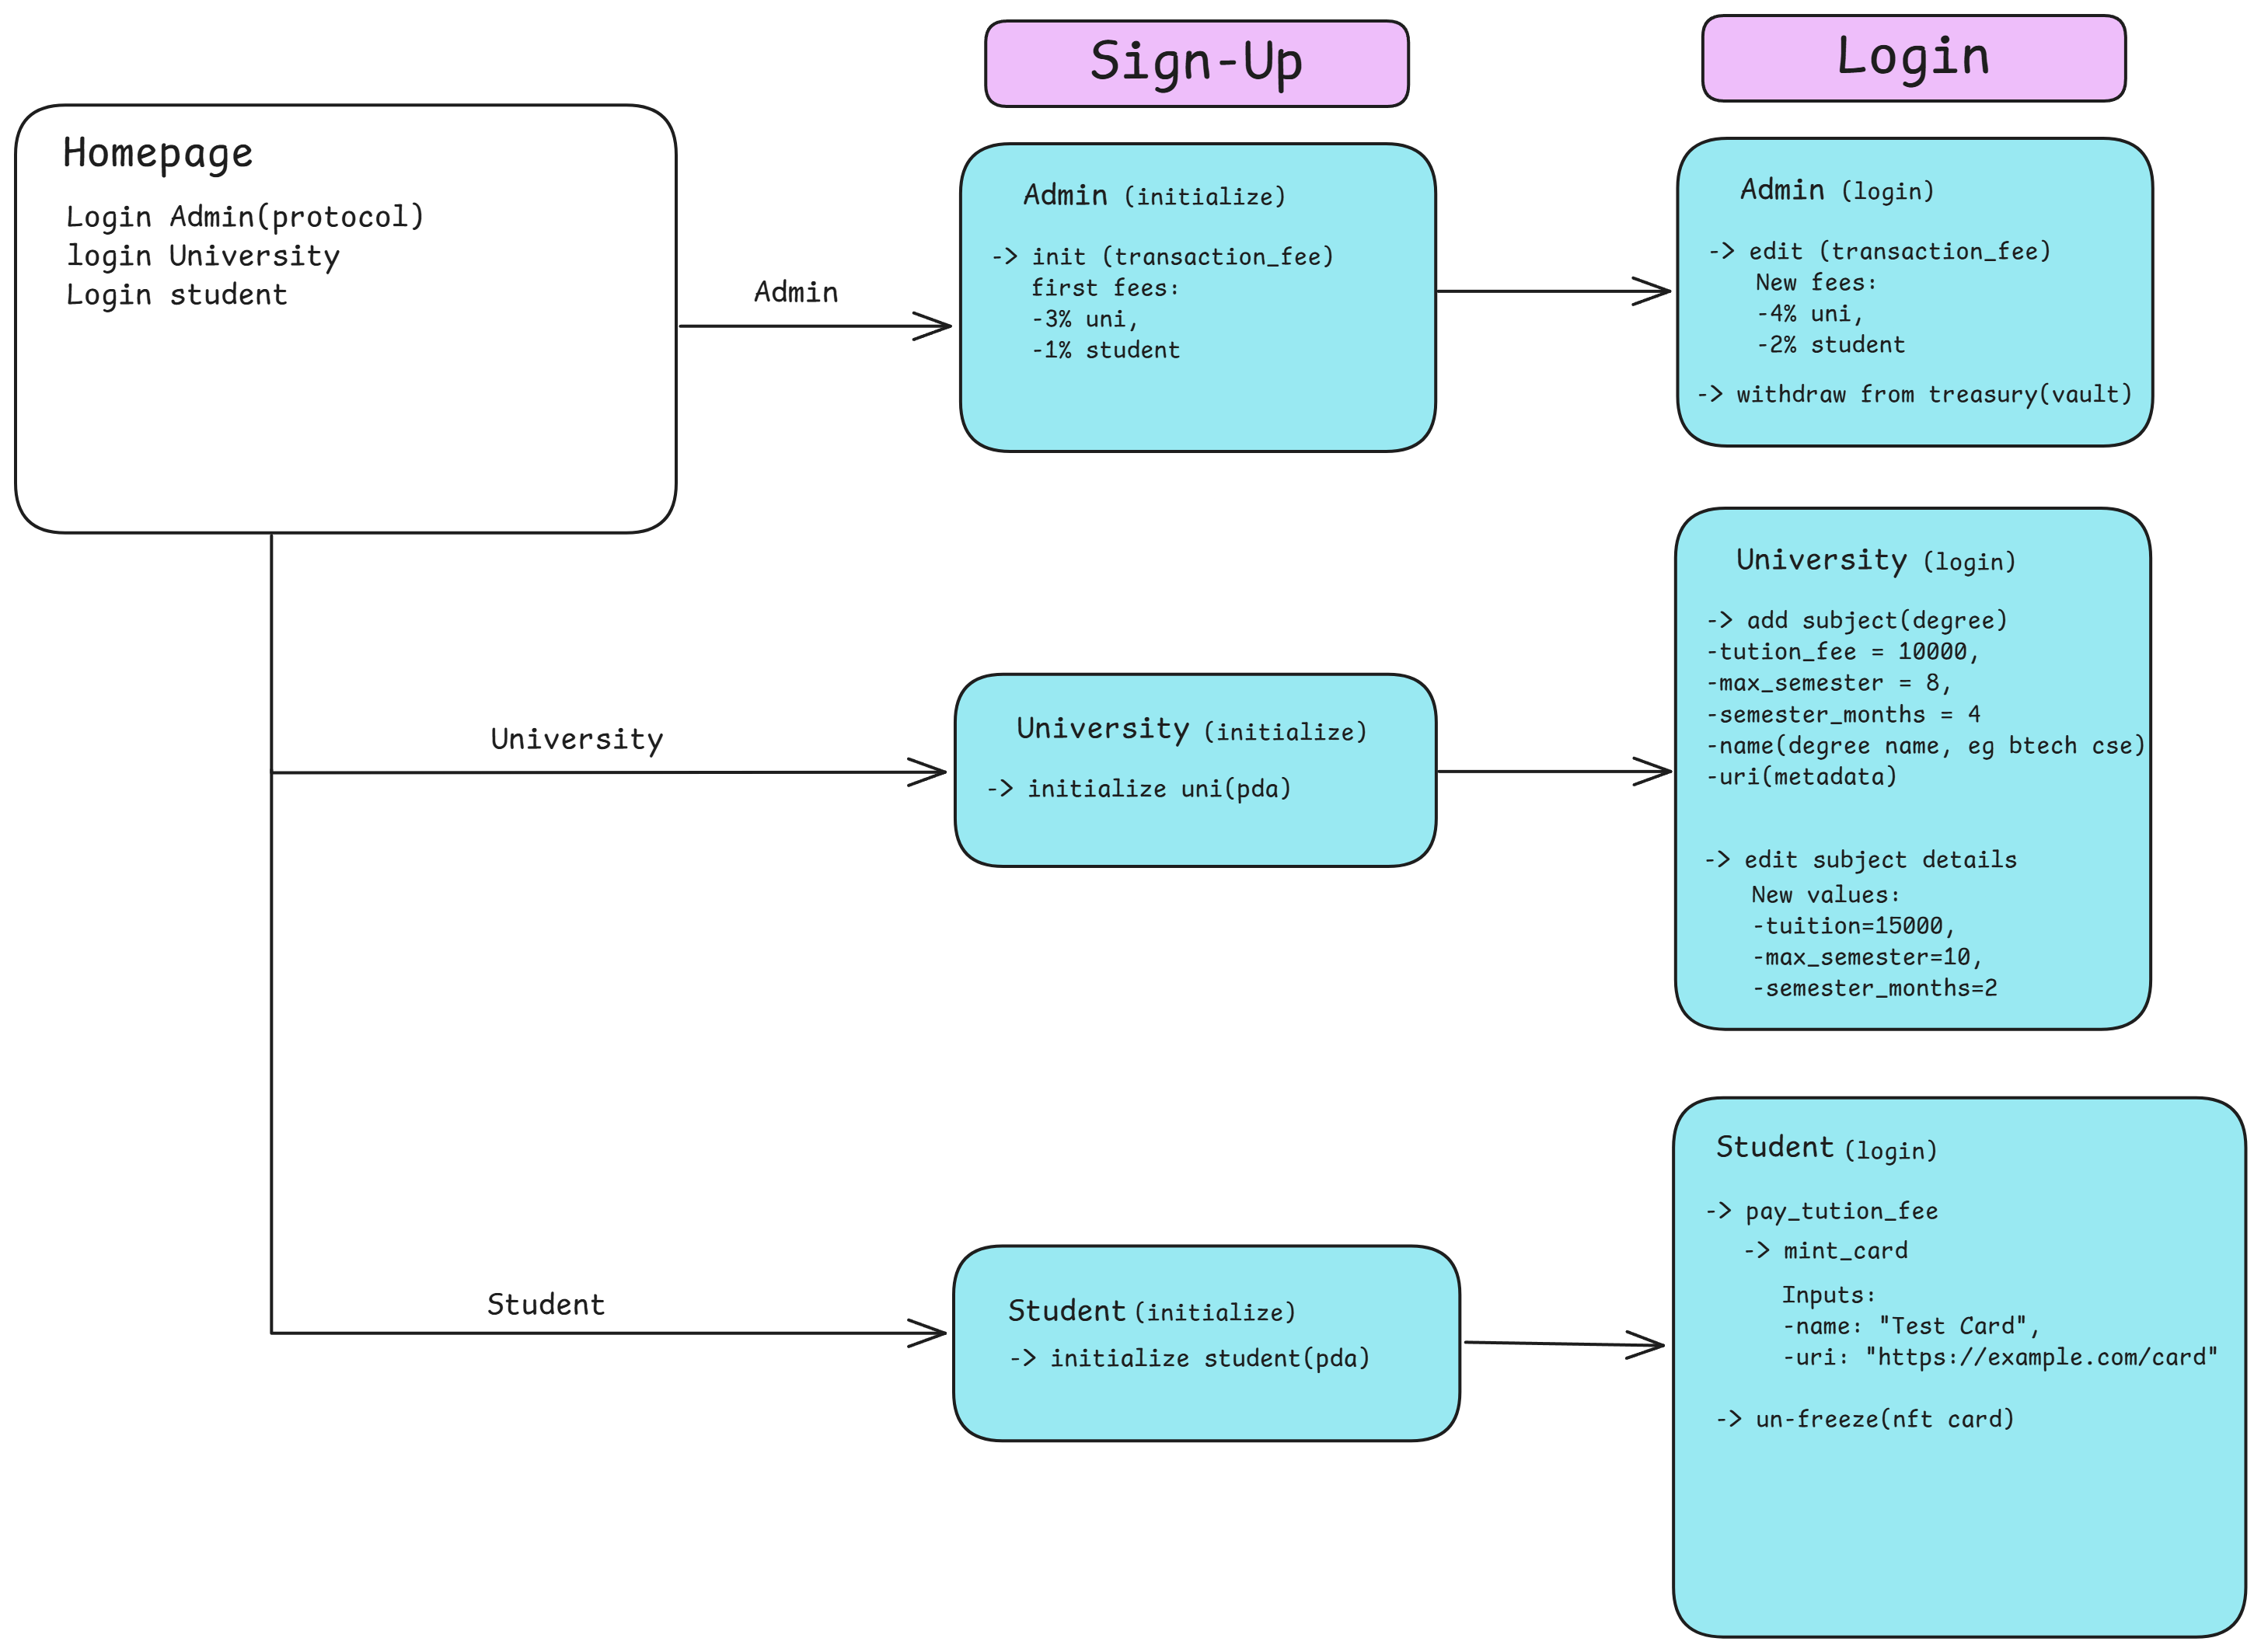 Sign-Up
Login
Homepage
Login Admin(protocol)
login University
Login student
Admin
Admin (initialize)
-> init (transaction_fee)
first fees:
-3% uni,
-1% student
Admin (login)
-> edit (transaction_fee)
New fees:
-4% uni,
-2% student
-> withdraw from treasury(vault)
University
University (initialize)
-> initialize uni(pda)
University (login)
-> add subject(degree)
-tution_fee = 10000,
-max_semester = 8,
-semester_months = 4
-name(degree name, eg btech cse)
-uri(metadata)
-> edit subject details
New values:
-tuition=15000,
-max_semester=10,
-semester_months=2
Student
Student (initialize)
-> initialize student(pda)
Student (login)
-> pay_tution_fee
-> mint_card
Inputs:
-name: "Test Card",
-uri: "https://example.com/card"
-> un-freeze(nft card)